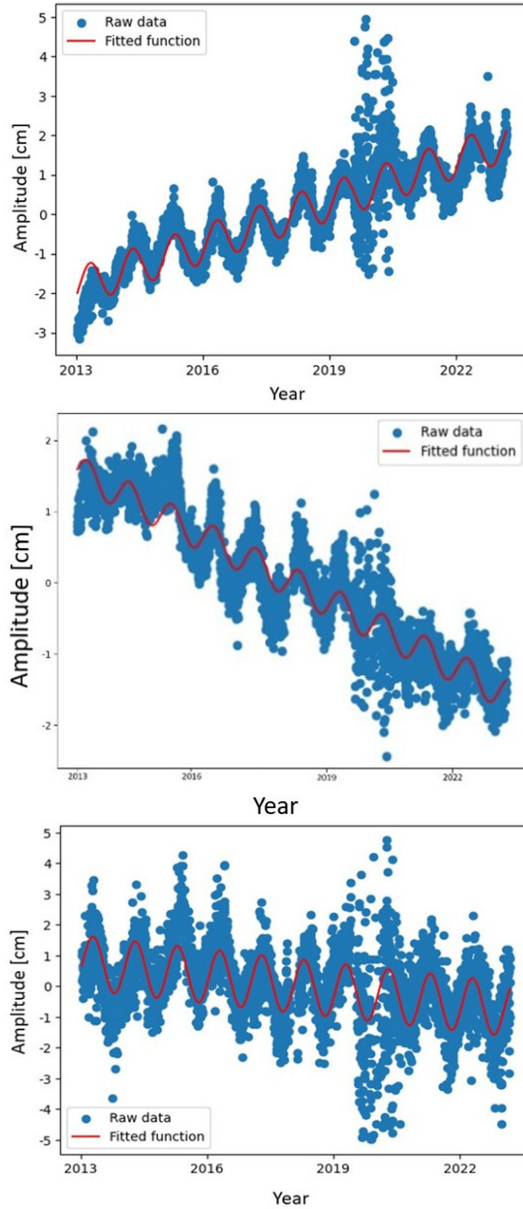 Raw data
Fitted function
5
4
3
2
1
0
-1
-2
-3
Amplitude [cm]
2013 2016 2019 2022
Year
Raw data
Fitted function
2
1
0
-1
-2
Amplitude [cm]
2013 2016 2019 2022
Year
5
4
3
2
1
0
-1
-2
-3
-4
-5
Amplitude [cm]
Raw data
Fitted function
2013 2016 2019 2022
Year